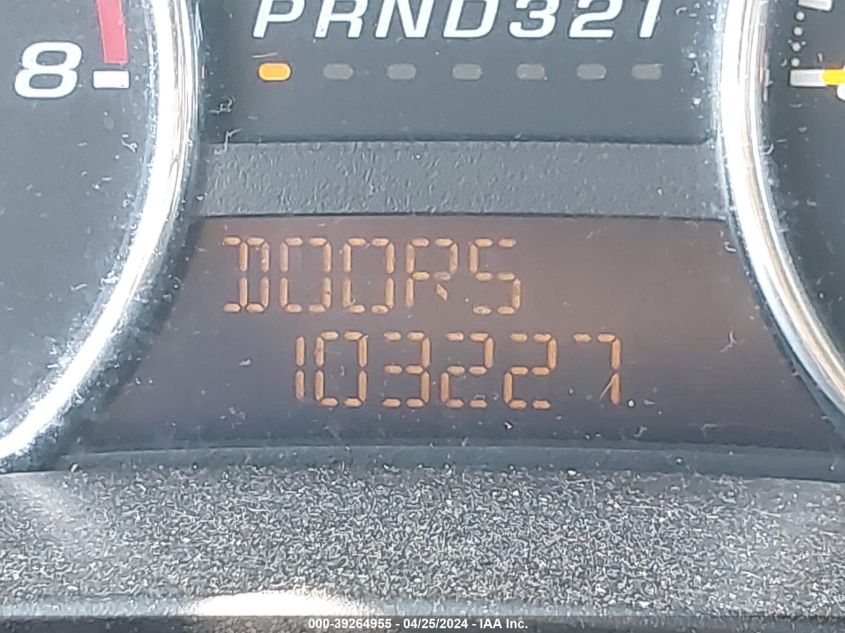 PRND321
8
DOORS
103227
000-39264955 - 04/25/2024 - IAA Inc.